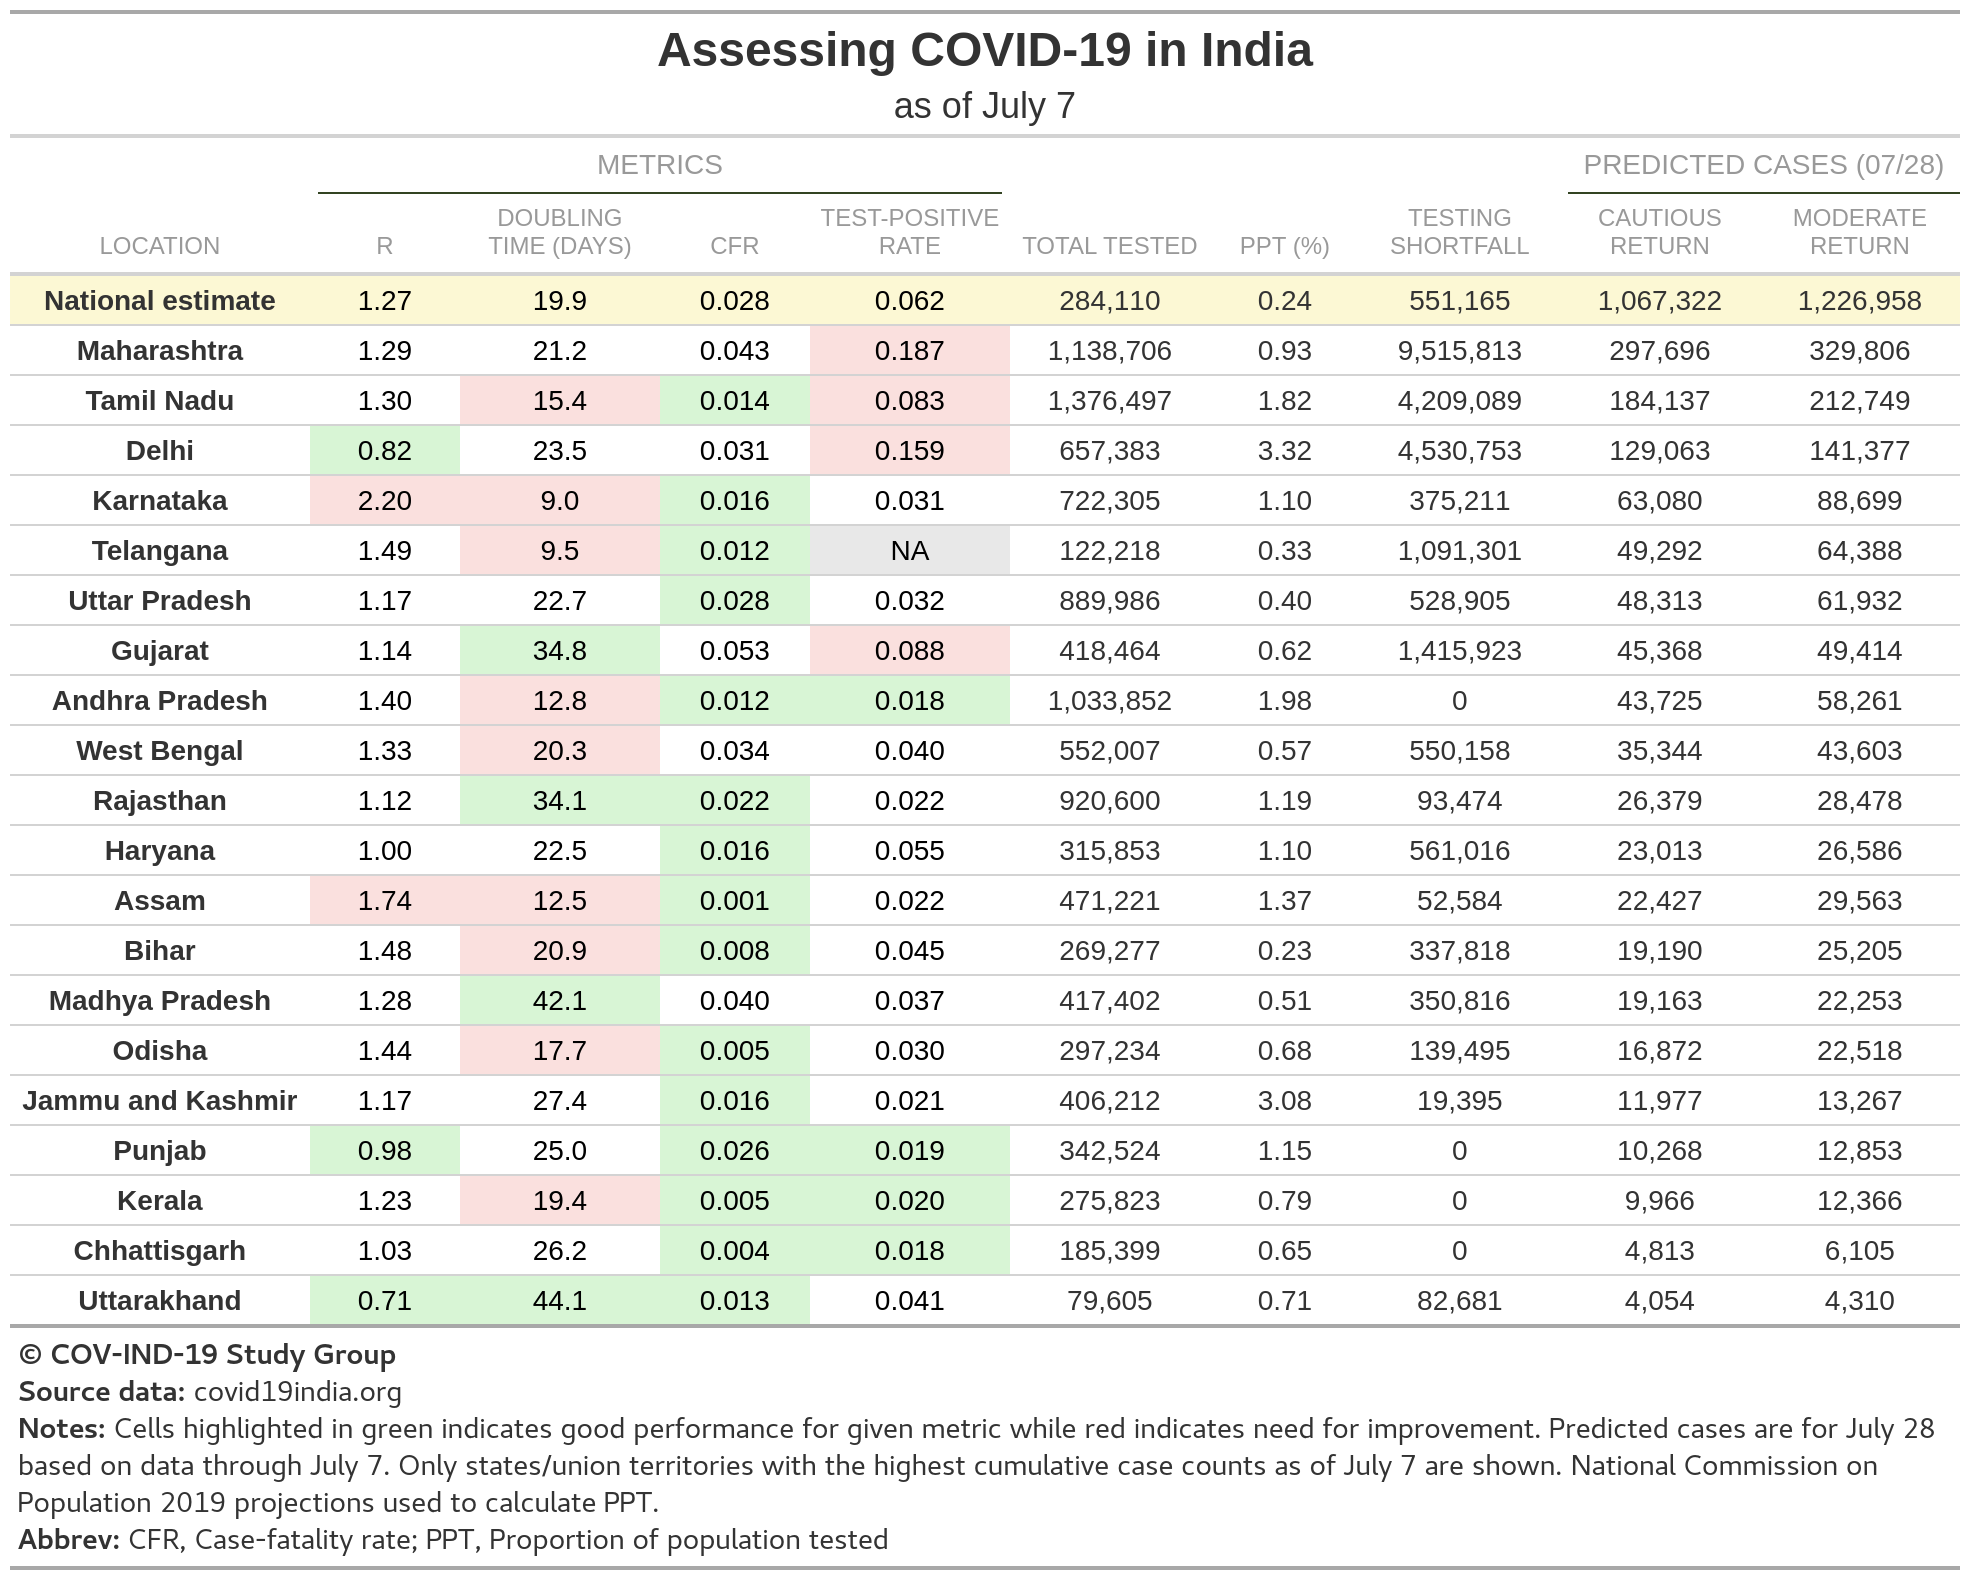 Assessing COVID-19 in India
as of July 7
METRICS PREDICTED CASES (07/28)
LOCATION R DOUBLING TIME (DAYS) CFR TEST-POSITIVE RATE TOTAL TESTED PPT (%) TESTING SHORTFALL CAUTIOUS RETURN MODERATE RETURN
National estimate 1.27 19.9 0.028 0.062 284,110 0.24 551,165 1,067,322 1,226,958
Maharashtra 1.29 21.2 0.043 0.187 1,138,706 0.93 9,515,813 297,696 329,806
Tamil Nadu 1.30 15.4 0.014 0.083 1,376,497 1.82 4,209,089 184,137 212,749
Delhi 0.82 23.5 0.031 0.159 657,383 3.32 4,530,753 129,063 141,377
Karnataka 2.20 9.0 0.016 0.031 722,305 1.10 375,211 63,080 88,699
Telangana 1.49 9.5 0.012 NA 122,218 0.33 1,091,301 49,292 64,388
Uttar Pradesh 1.17 22.7 0.028 0.032 889,986 0.40 528,905 48,313 61,932
Gujarat 1.14 34.8 0.053 0.088 418,464 0.62 1,415,923 45,368 49,414
Andhra Pradesh 1.40 12.8 0.012 0.018 1,033,852 1.98 0 43,725 58,261
West Bengal 1.33 20.3 0.034 0.040 552,007 0.57 550,158 35,344 43,603
Rajasthan 1.12 34.1 0.022 0.022 920,600 1.19 93,474 26,379 28,478
Haryana 1.00 22.5 0.016 0.055 315,853 1.10 561,016 23,013 26,586
Assam 1.74 12.5 0.001 0.022 471,221 1.37 52,584 22,427 29,563
Bihar 1.48 20.9 0.008 0.045 269,277 0.23 337,818 19,190 25,205
Madhya Pradesh 1.28 42.1 0.040 0.037 417,402 0.51 350,816 19,163 22,253
Odisha 1.44 17.7 0.005 0.030 297,234 0.68 139,495 16,872 22,518
Jammu and Kashmir 1.17 27.4 0.016 0.021 406,212 3.08 19,395 11,977 13,267
Punjab 0.98 25.0 0.026 0.019 342,524 1.15 0 10,268 12,853
Kerala 1.23 19.4 0.005 0.020 275,823 0.79 0 9,966 12,366
Chhattisgarh 1.03 26.2 0.004 0.018 185,399 0.65 0 4,813 6,105
Uttarakhand 0.71 44.1 0.013 0.041 79,605 0.71 82,681 4,054 4,310
© COV-IND-19 Study Group
Source data: covid19india.org
Notes: Cells highlighted in green indicates good performance for given metric while red indicates need for improvement. Predicted cases are for July 28
based on data through July 7. Only states/union territories with the highest cumulative case counts as of July 7 are shown. National Commission on
Population 2019 projections used to calculate PPT.
Abbrev: CFR, Case-fatality rate; PPT, Proportion of population tested